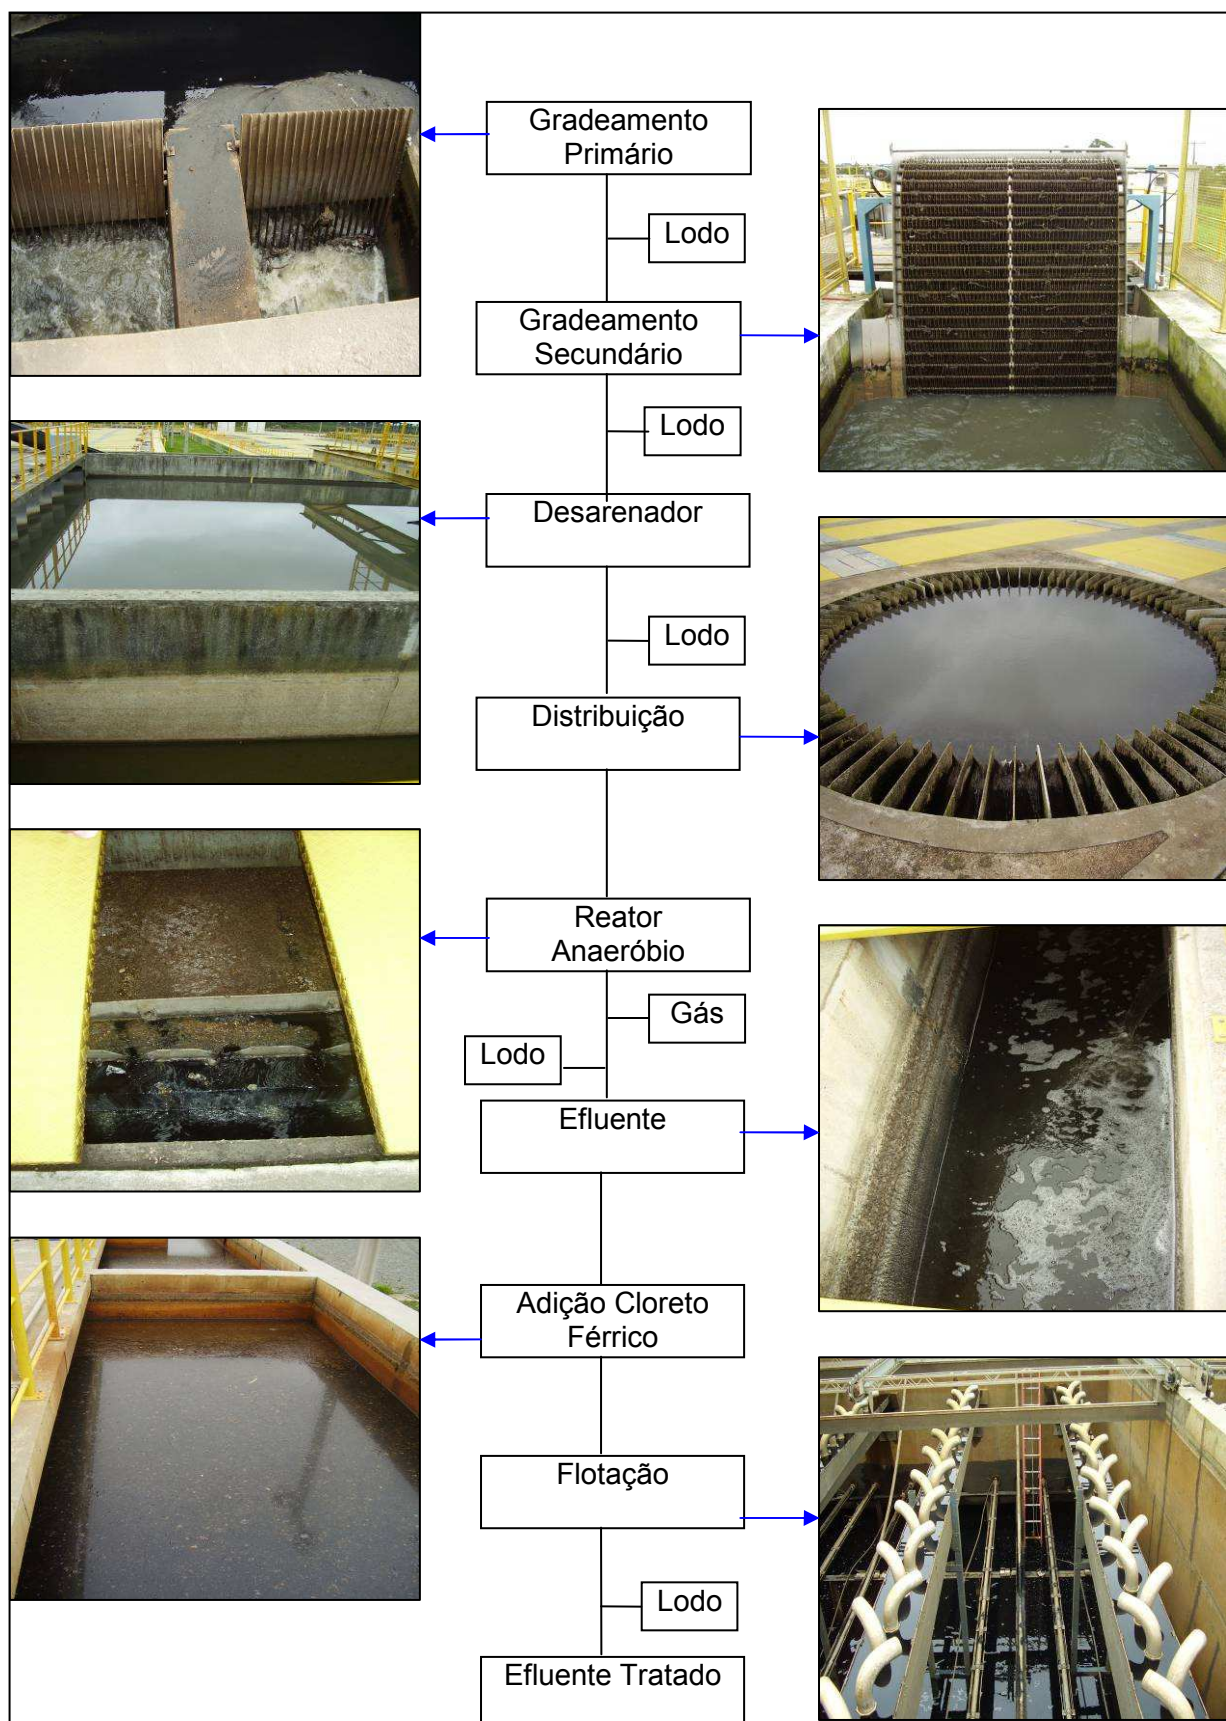 Gradeamento
Primário
Lodo
Gradeamento
Secundário
Lodo
Desarenador
Lodo
Distribuição
Reator
Anaeróbio
Gás
Lodo
Efluente
Adição Cloreto
Férrico
Flotação
Lodo
Efluente Tratado